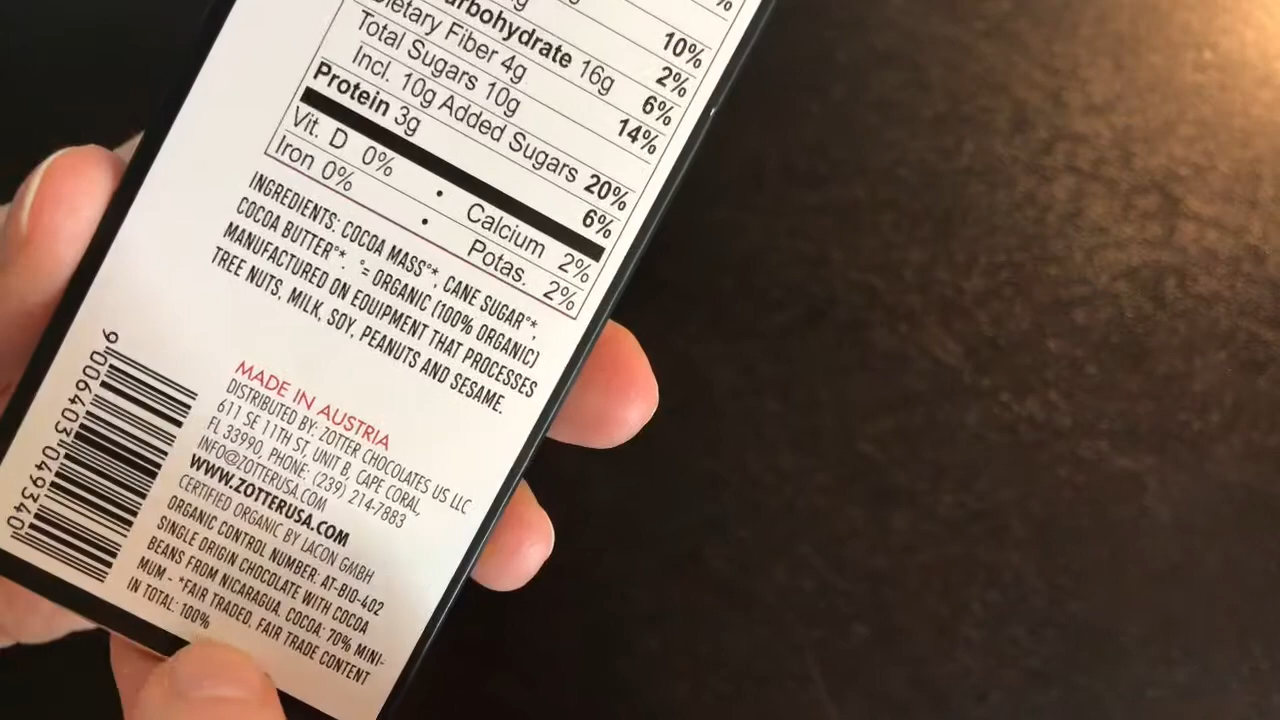 %
g
10%
arbohydrate 16g 2%
Dietary Fiber 4g 6%
Total Sugars 10g 14%
Incl. 10g Added Sugars 20%
Protein 3g 6%
Vit. D 0% • Calcium 2%
Iron 0% • Potas. 2%
INGREDIENTS: COCOA MASS°*, CANE SUGAR°*,
COCOA BUTTER°*. °= ORGANIC (100% ORGANIC)
MANUFACTURED ON EQUIPMENT THAT PROCESSES
TREE NUTS, MILK, SOY, PEANUTS AND SESAME.
MADE IN AUSTRIA
DISTRIBUTED BY: ZOTTER CHOCOLATES US LLC
611 SE 11TH ST, UNIT B, CAPE CORAL,
FL 33990, PHONE: (239) 214-7883
INFO@ZOTTERUSA.COM
WWW.ZOTTERUSA.COM
CERTIFIED ORGANIC BY LACON GMBH
ORGANIC CONTROL NUMBER: AT-BIO-402
SINGLE ORIGIN CHOCOLATE WITH COCOA
BEANS FROM NICARAGUA. COCOA: 70% MINI-
MUM - *FAIR TRADED, FAIR TRADE CONTENT
IN TOTAL: 100%
9 006403 049340